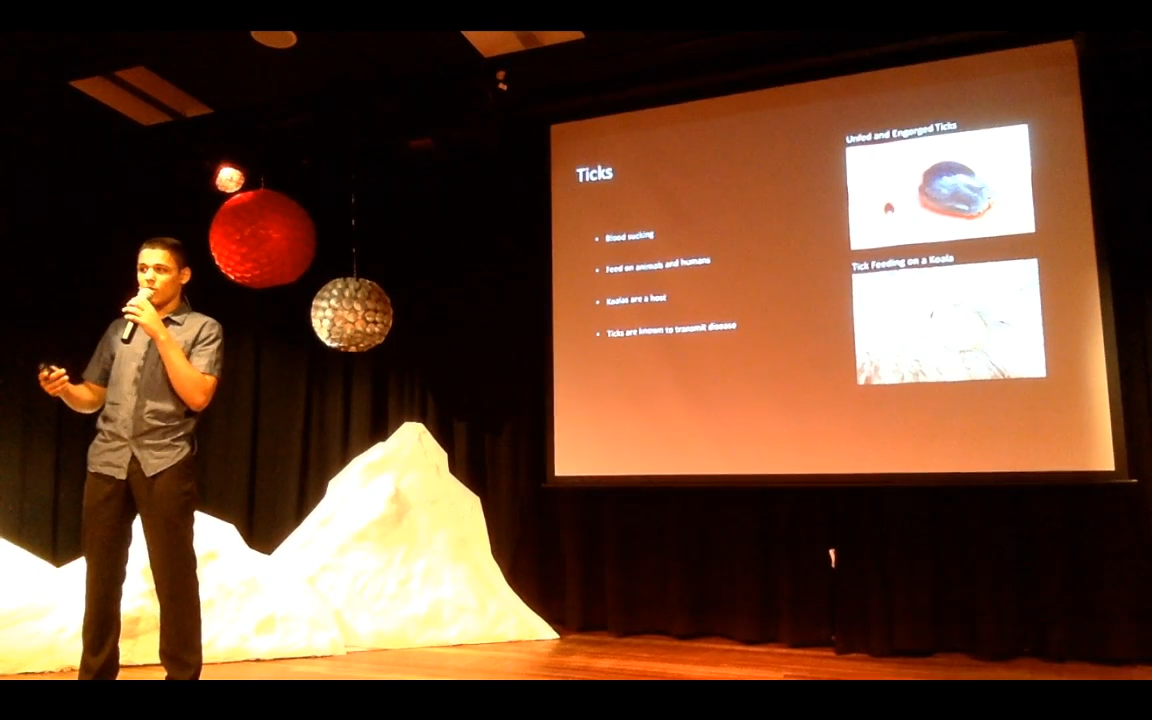 Ticks
• Blood sucking
• Feed on animals and humans
• Koalas are a host
• Ticks are known to transmit disease
Unfed and Engorged Ticks
Tick Feeding on a Koala